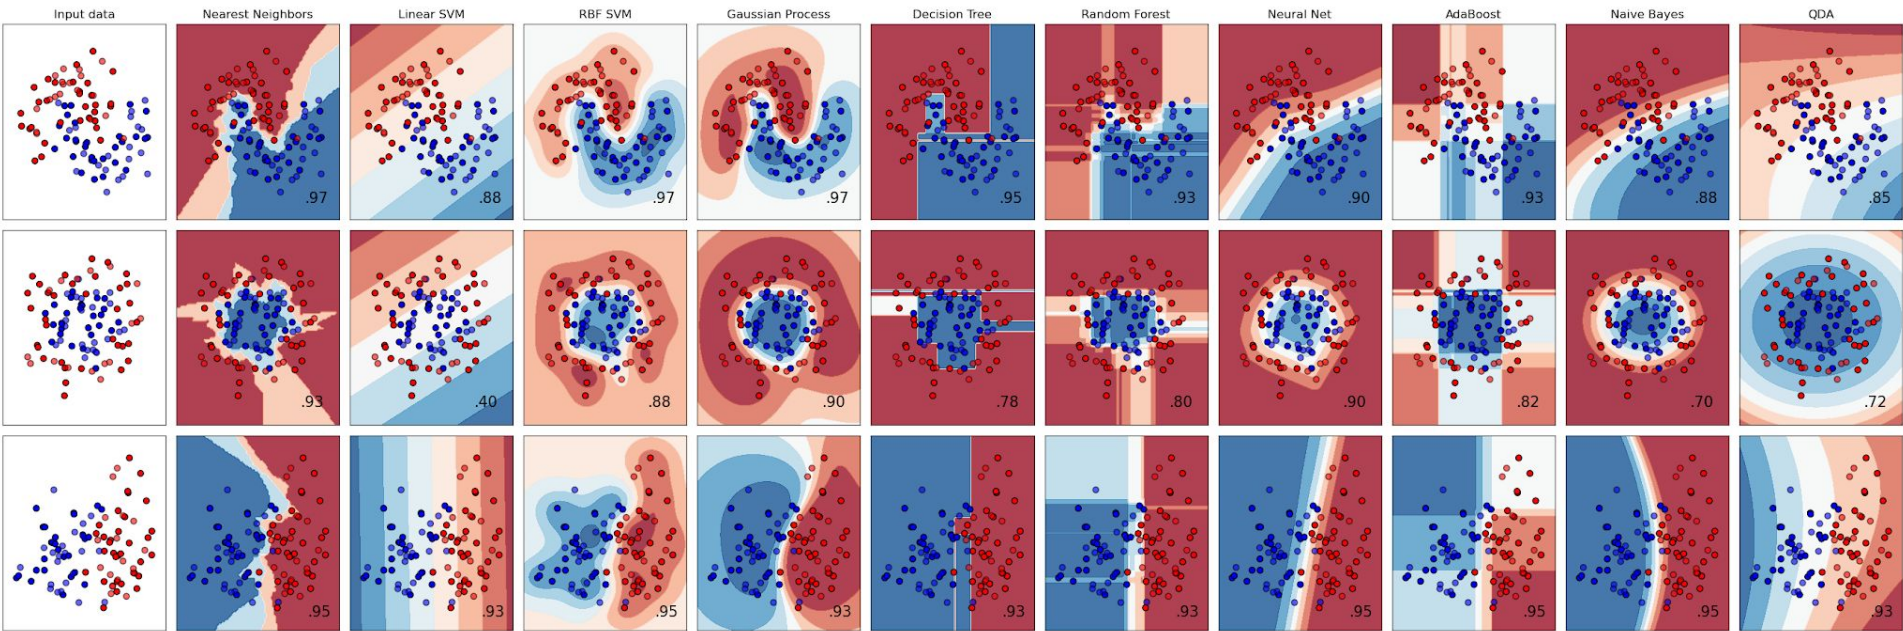 Input data Nearest Neighbors Linear SVM RBF SVM Gaussian Process Decision Tree Random Forest Neural Net AdaBoost Naive Bayes QDA
.97 .88 .97 .97 .95 .93 .90 .93 .88 .85
.93 .40 .88 .90 .78 .80 .90 .82 .70 .72
.95 .93 .95 .93 .93 .93 .95 .95 .95 .93